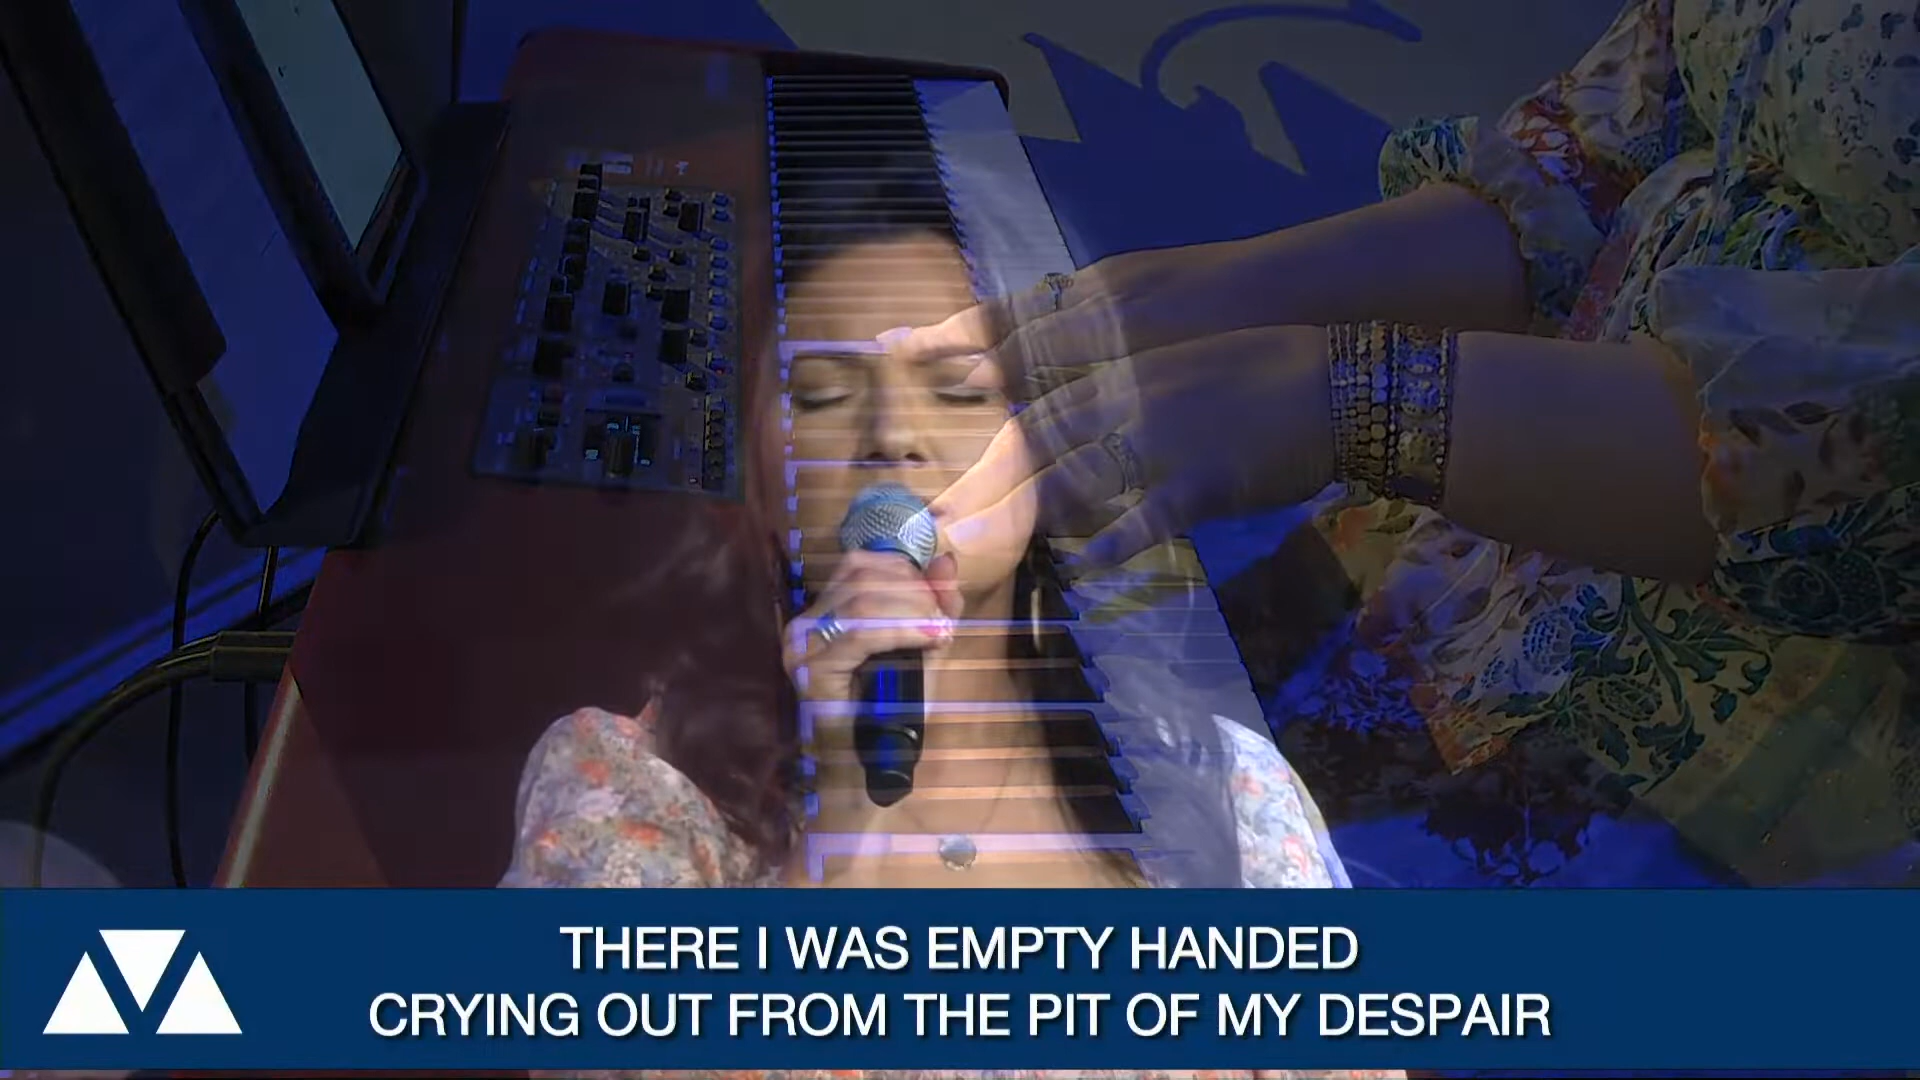 THERE I WAS EMPTY HANDED
CRYING OUT FROM THE PIT OF MY DESPAIR